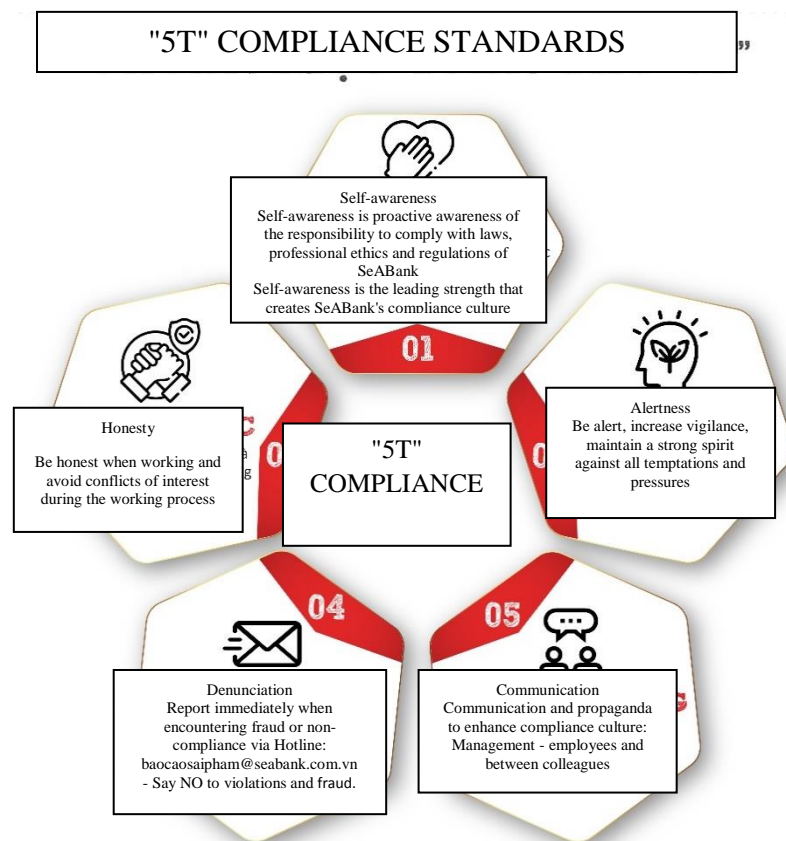 "5T" COMPLIANCE STANDARDS
”
Self-awareness
Self-awareness is proactive awareness of
the responsibility to comply with laws,
professional ethics and regulations of
SeABank
Self-awareness is the leading strength that
creates SeABank's compliance culture
01
Honesty
Be honest when working and
avoid conflicts of interest
during the working process
C
à
g
0
"5T"
COMPLIANCE
0
Alertness
Be alert, increase vigilance,
maintain a strong spirit
against all temptations and
pressures
04
Denunciation
Report immediately when
encountering fraud or non-
compliance via Hotline:
baocaosaipham@seabank.com.vn
- Say NO to violations and fraud.
05
Communication
Communication and propaganda
to enhance compliance culture:
Management - employees and
between colleagues
G